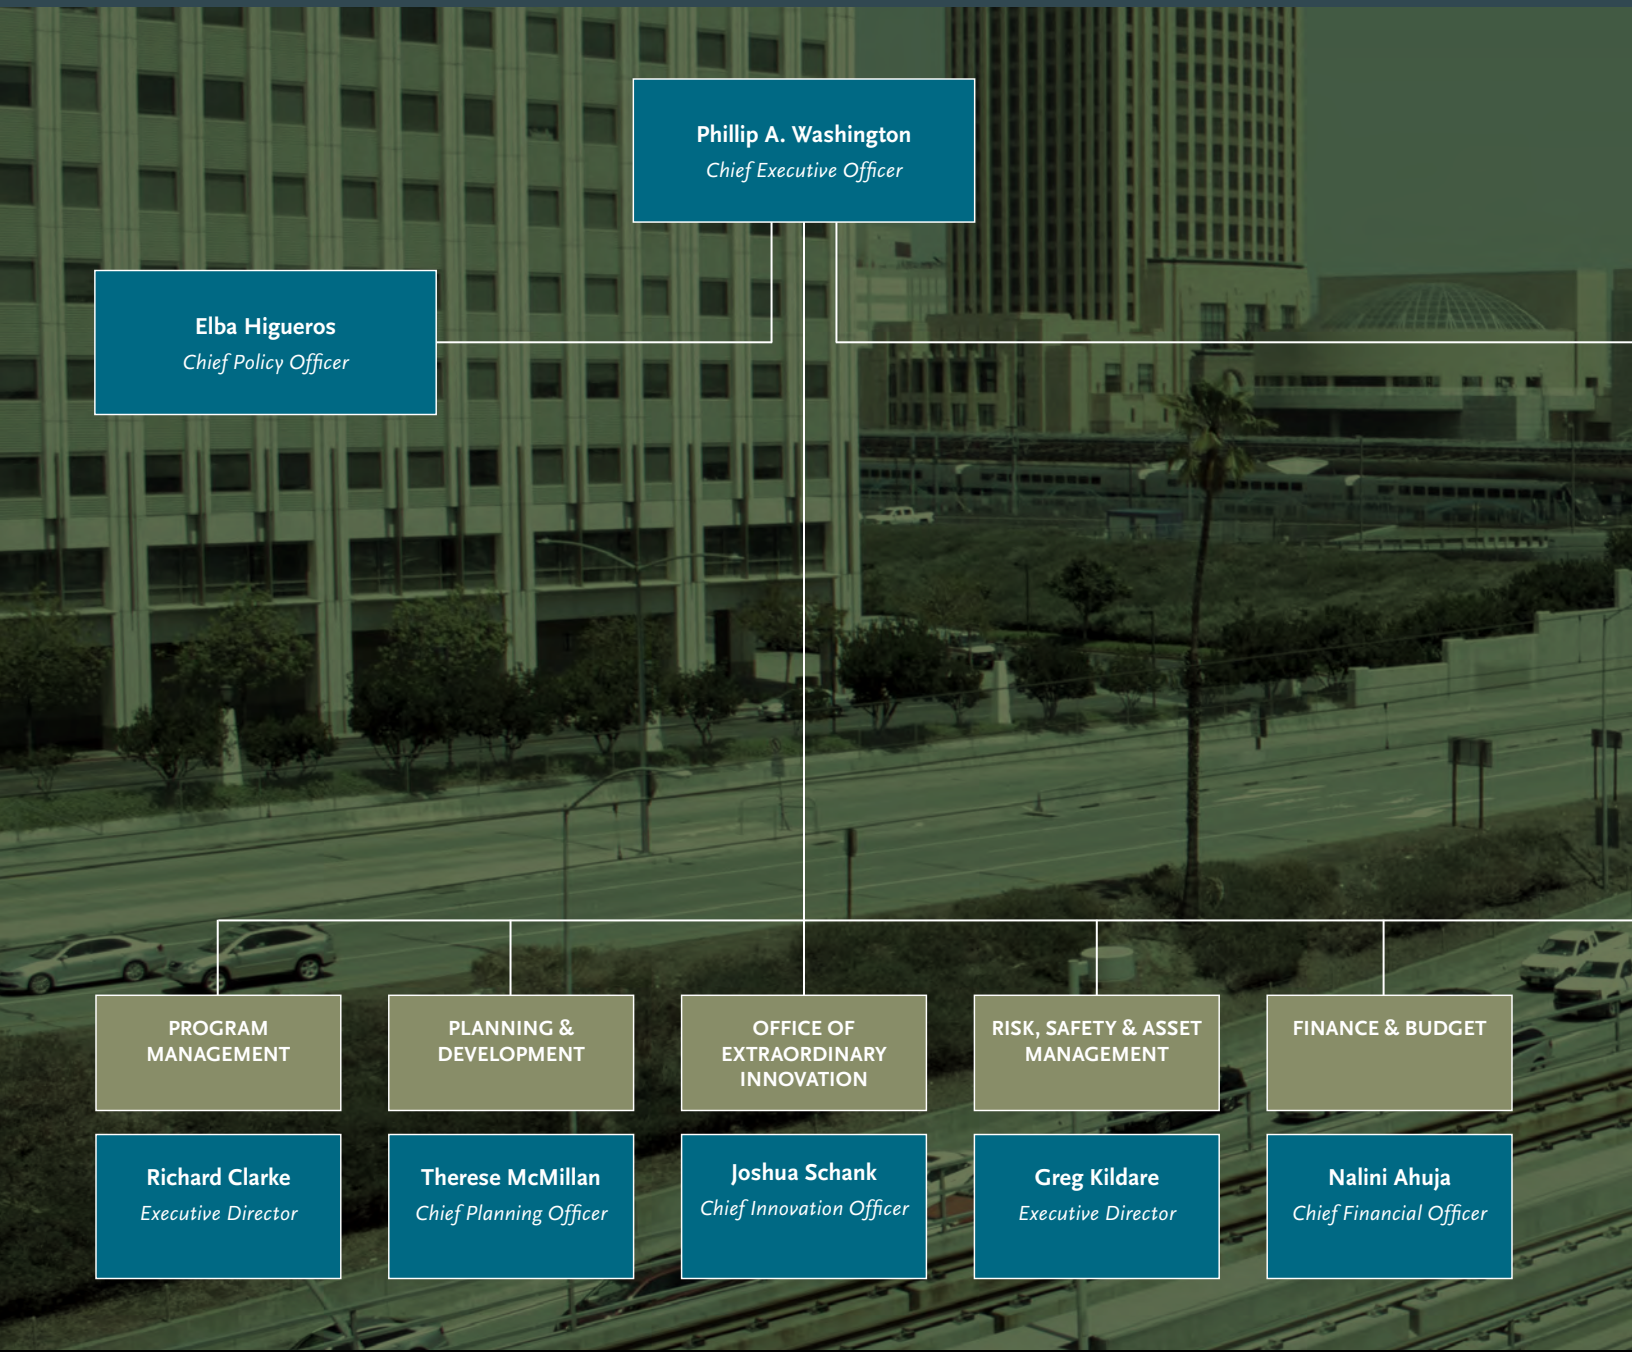 Phillip A. Washington
Chief Executive Officer
Elba Higueros
Chief Policy Officer
PROGRAM
MANAGEMENT
PLANNING &
DEVELOPMENT
OFFICE OF
EXTRAORDINARY
INNOVATION
RISK, SAFETY & ASSET
MANAGEMENT
FINANCE & BUDGET
Richard Clarke
Executive Director
Therese McMillan
Chief Planning Officer
Joshua Schank
Chief Innovation Officer
Greg Kildare
Executive Director
Nalini Ahuja
Chief Financial Officer